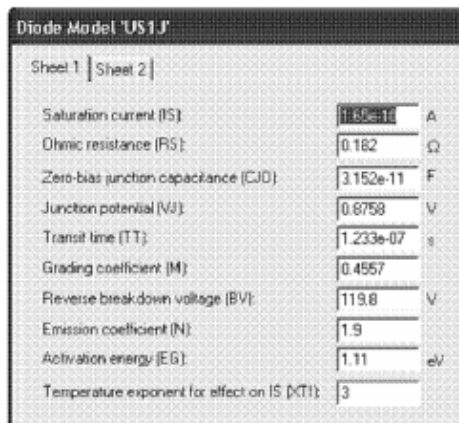 Diode Model 'US1J'
Sheet 1 Sheet 2
Saturation current (IS): A
Ohmic resistance (RS): 0.182 Ω
Zero-bias junction capacitance (CJO): 3.152e-11 F
Junction potential (VJ): 0.8758 V
Transit time (TT): 1.233e-07 s
Grading coefficient (M): 0.4557
Reverse breakdown voltage (BV): 119.8 V
Emission coefficient (N): 1.9
Activation energy (EG): 1.11 eV
Temperature exponent for effect on IS (XTI): 3